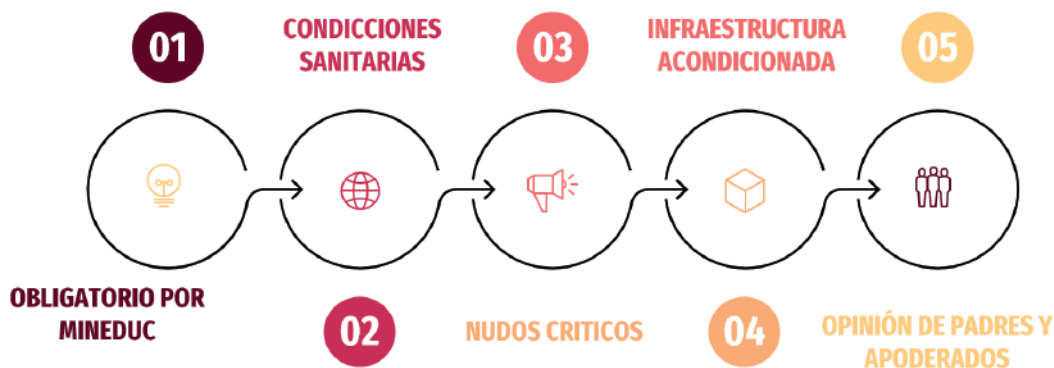 01
OBLIGATORIO POR
MINEDUC
CONDICCIONES
SANITARIAS
02
03
NUDOS CRITICOS
INFRAESTRUCTURA
ACONDICIONADA
04
05
OPINIÓN DE PADRES Y
APODERADOS